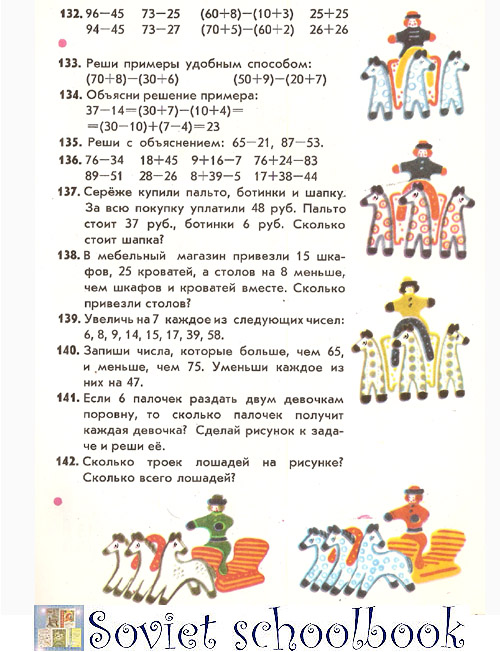 132. 96—45 73—25 (60+8)—(10+3) 25+25
94—45 73—27 (70+5)—(60+2) 26+26
133. Реши примеры удобным способом:
(70+8)—(30+6) (50+9)—(20+7)
134. Объясни решение примера:
37—14=(30+7)—(10+4)=
=(30—10)+(7—4)=23
135. Реши с объяснением: 65—21, 87—53.
136. 76—34 18+45 9+16—7 76+24—83
89—51 28—26 8+39—5 17+38—44
137. Серёже купили пальто, ботинки и шапку.
За всю покупку уплатили 48 руб. Пальто
стоит 37 руб., ботинки 6 руб. Сколько
стоит шапка?
138. В мебельный магазин привезли 15 шка-
фов, 25 кроватей, а столов на 8 меньше,
чем шкафов и кроватей вместе. Сколько
привезли столов?
139. Увеличь на 7 каждое из следующих чисел:
6, 8, 9, 14, 15, 17, 39, 58.
140. Запиши числа, которые больше, чем 65,
и меньше, чем 75. Уменьши каждое из
них на 47.
141. Если 6 палочек раздать двум девочкам
поровну, то сколько палочек получит
каждая девочка? Сделай рисунок к зада-
че и реши её.
142. Сколько троек лошадей на рисунке?
Сколько всего лошадей?
Soviet schoolbook